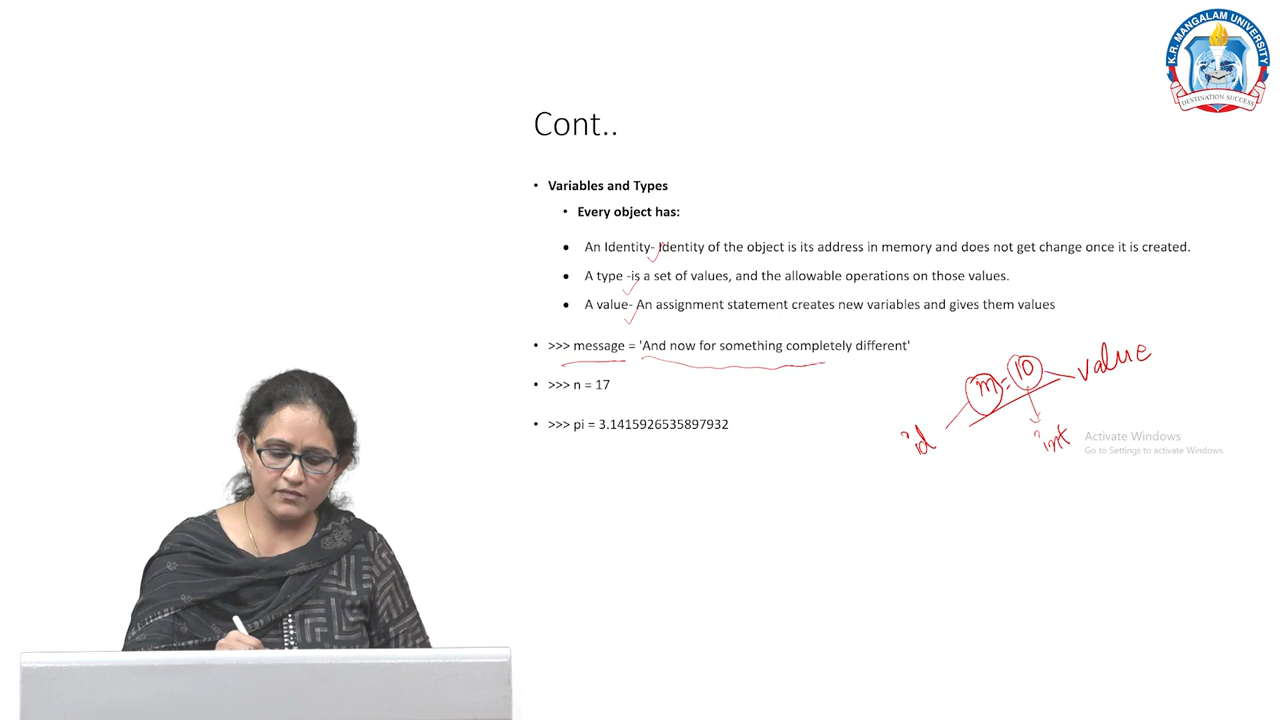 K.R. MANGALAM UNIVERSITY
DESTINATION SUCCESS
Cont..
• Variables and Types
• Every object has:
• An Identity- Identity of the object is its address in memory and does not get change once it is created.
• A type -is a set of values, and the allowable operations on those values.
• A value- An assignment statement creates new variables and gives them values
• >>> message = 'And now for something completely different'
• >>> n = 17
• >>> pi = 3.1415926535897932
m = 10
value
id
int
Activate Windows
Go to Settings to activate Windows.